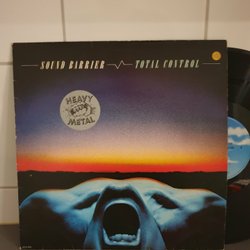 SOUND BARRIER TOTAL CONTROL
HEAVY
METAL